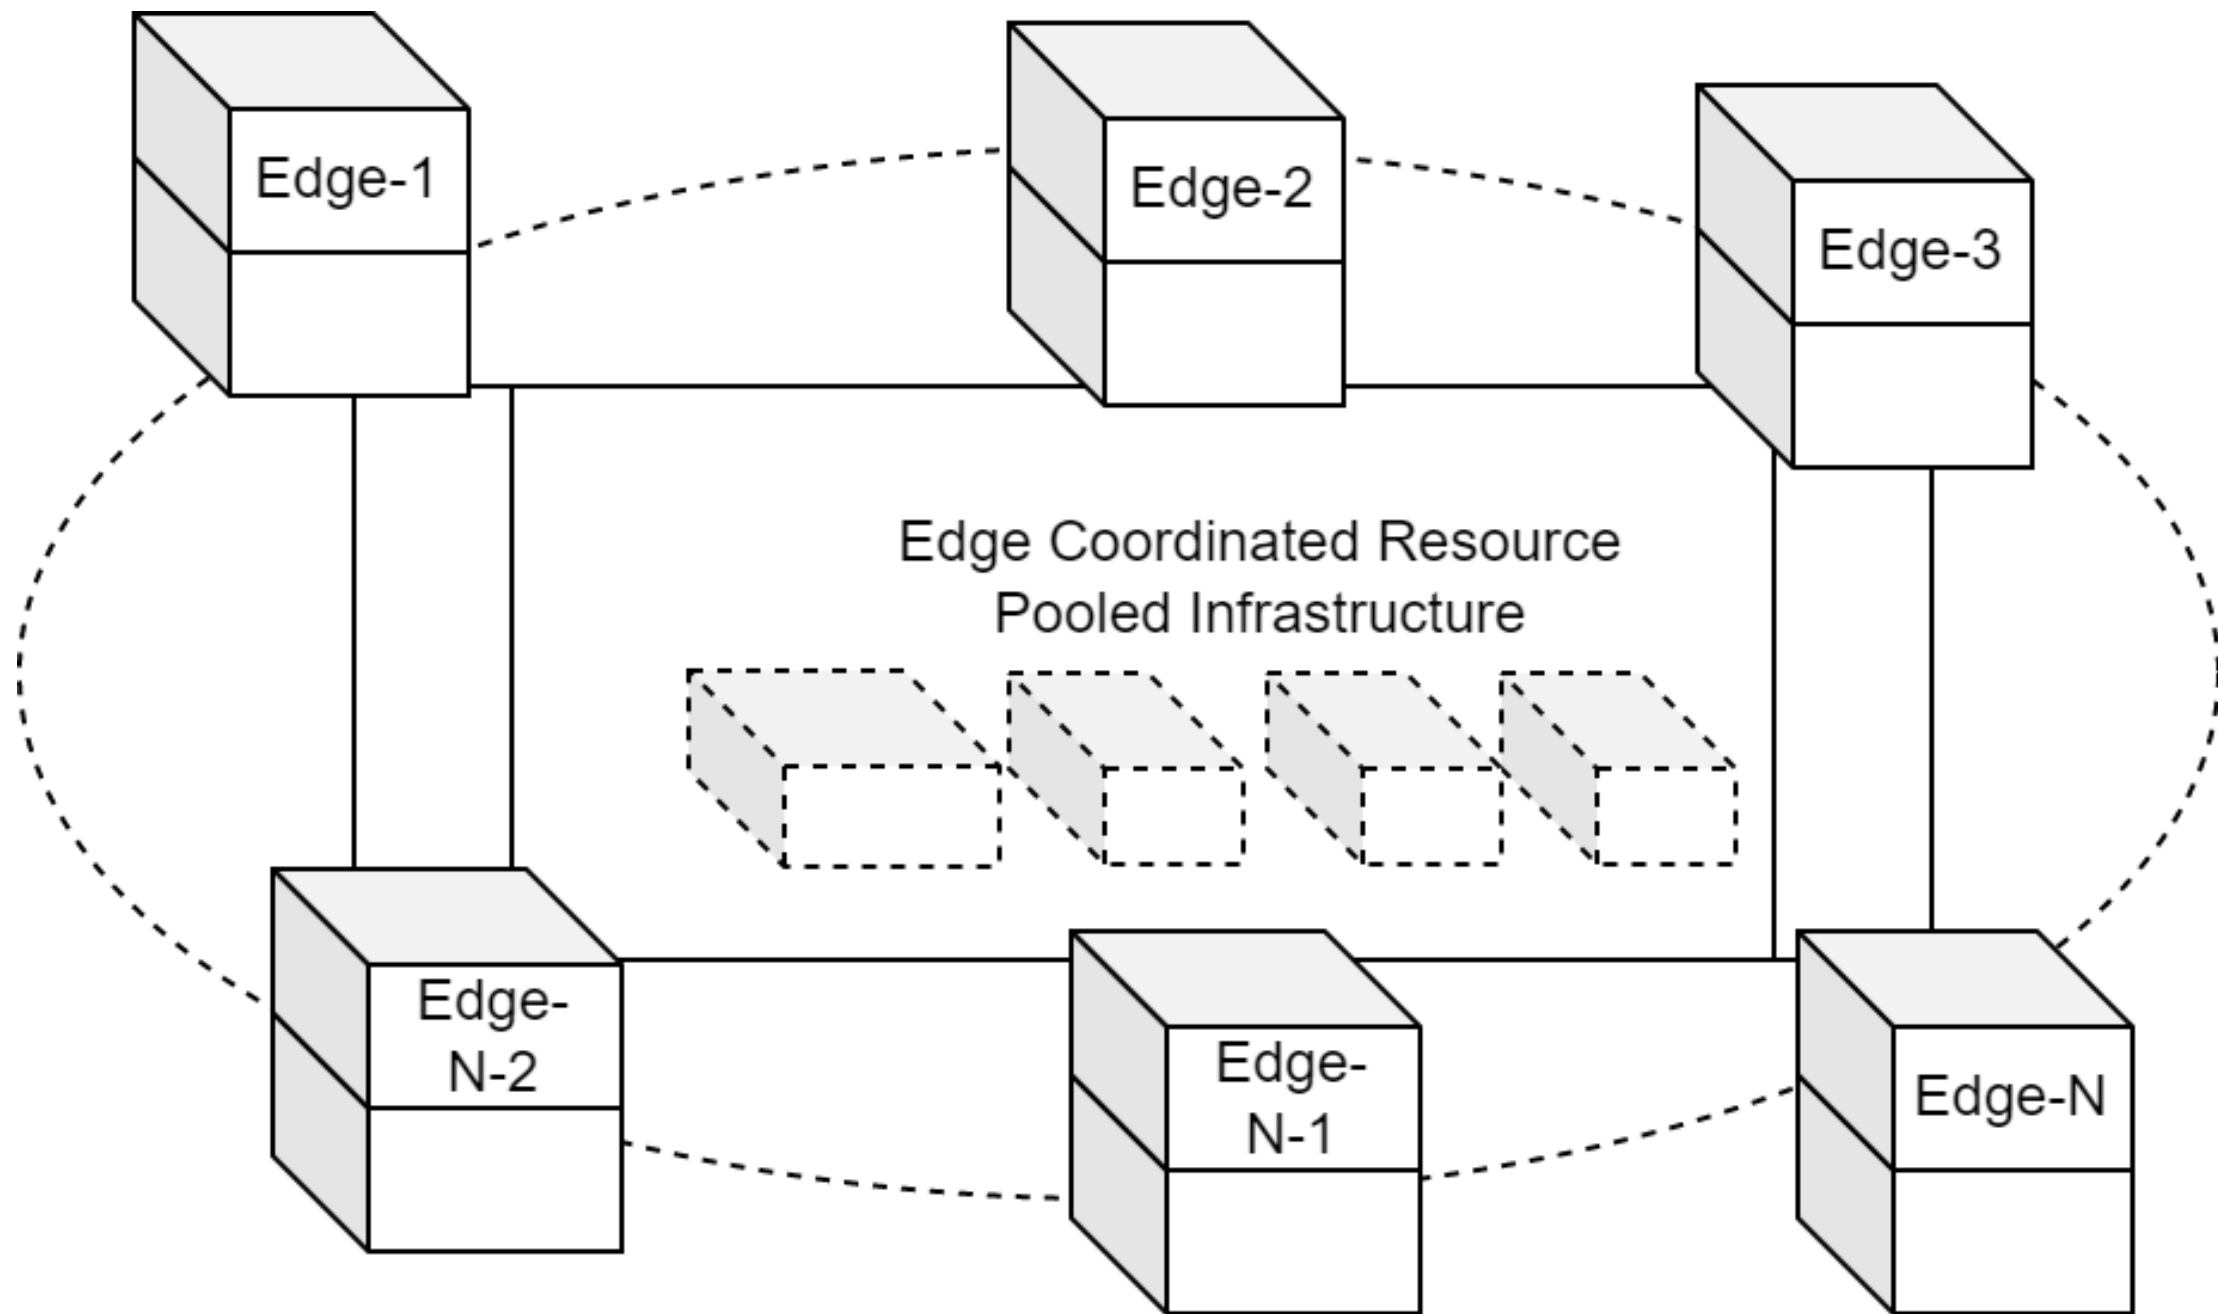 Edge-1
Edge-2
Edge-3
Edge Coordinated Resource
Pooled Infrastructure
Edge-
N-2
Edge-
N-1
Edge-N